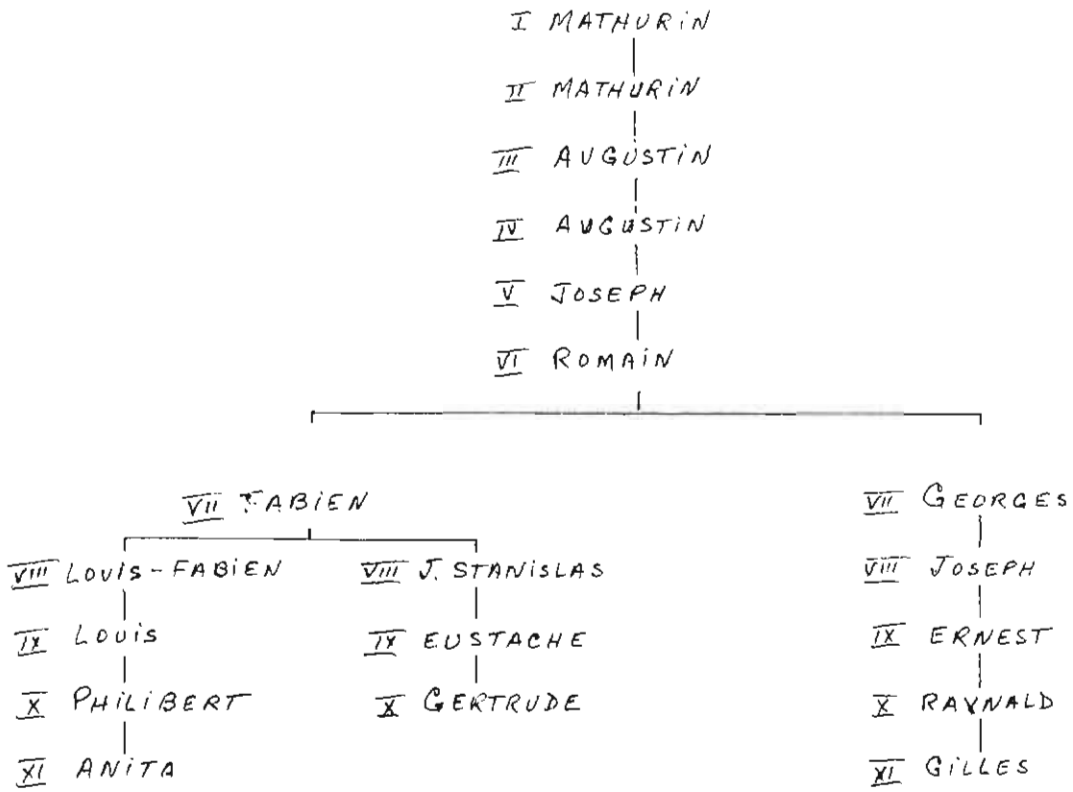 I MATHURiN
II MATHURiN
III AUGUSTiN
IV AUGUSTiN
V JOSEPH
VI ROMAiN
VII FABiEN
VII GEORGES
VIII LOUiS-FABiEN
VIII J. STANiSLAS
VIII JOSEPH
IX LOUiS
IX EUSTACHE
IX ERNEST
X PHiLiBERT
X GERTRUDE
X RAYNALD
XI ANiTA
XI GiLLES